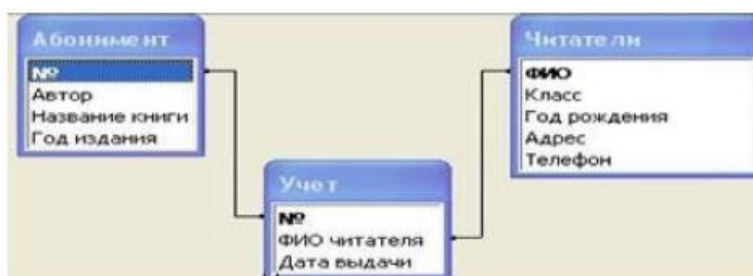 Абонимент
№
Автор
Название книги
Год издания
Читатели
ФИО
Класс
Год рождения
Адрес
Телефон
Учет
№
ФИО читателя
Дата выдачи